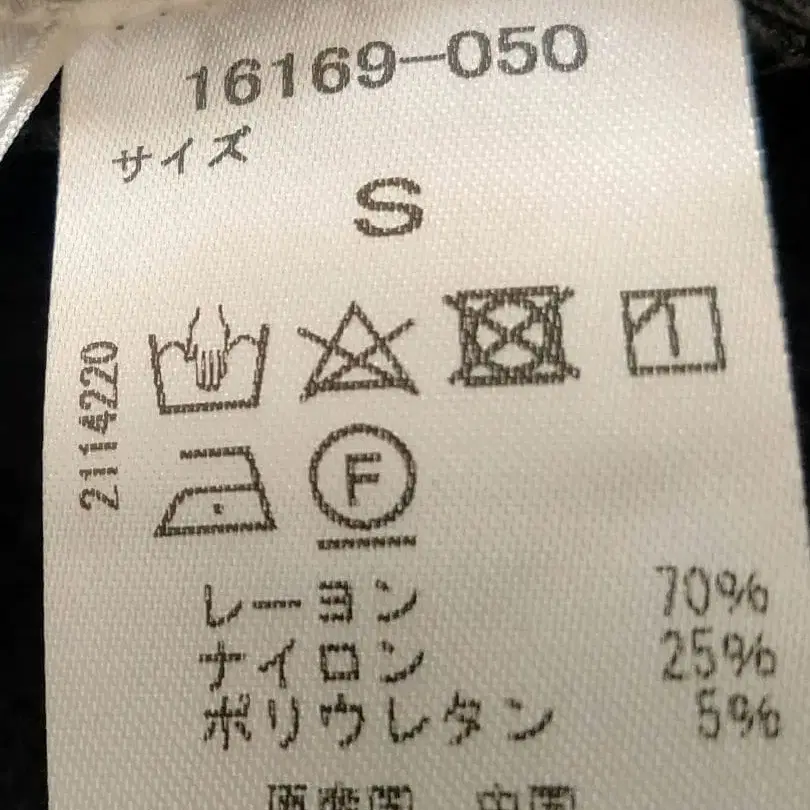 16169-050
サイズ
S
2114220
F
レーヨン 70%
ナイロン 25%
ポリウレタン 5%